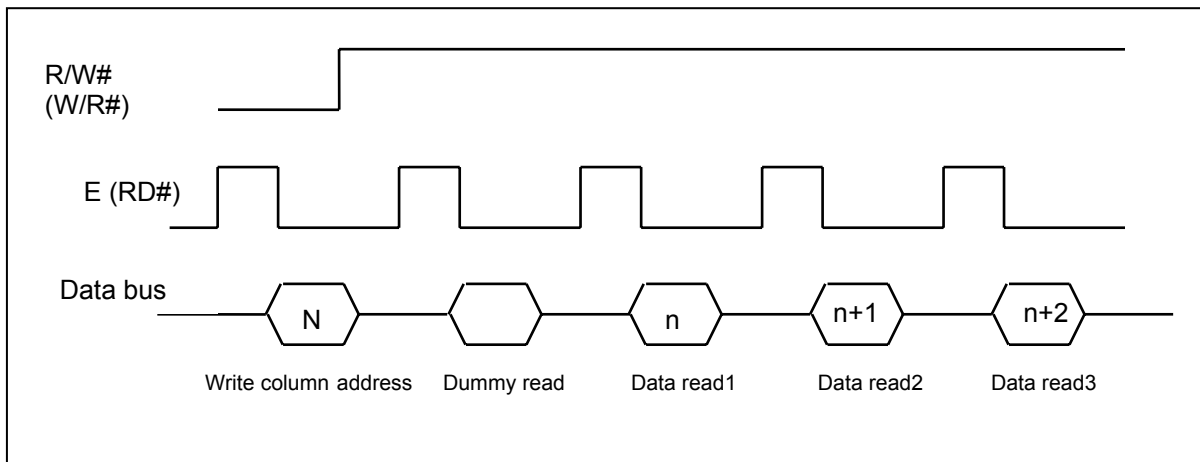 R/W#
(W/R#)
E (RD#)
Data bus
N
n
n+1
n+2
Write column address
Dummy read
Data read1
Data read2
Data read3